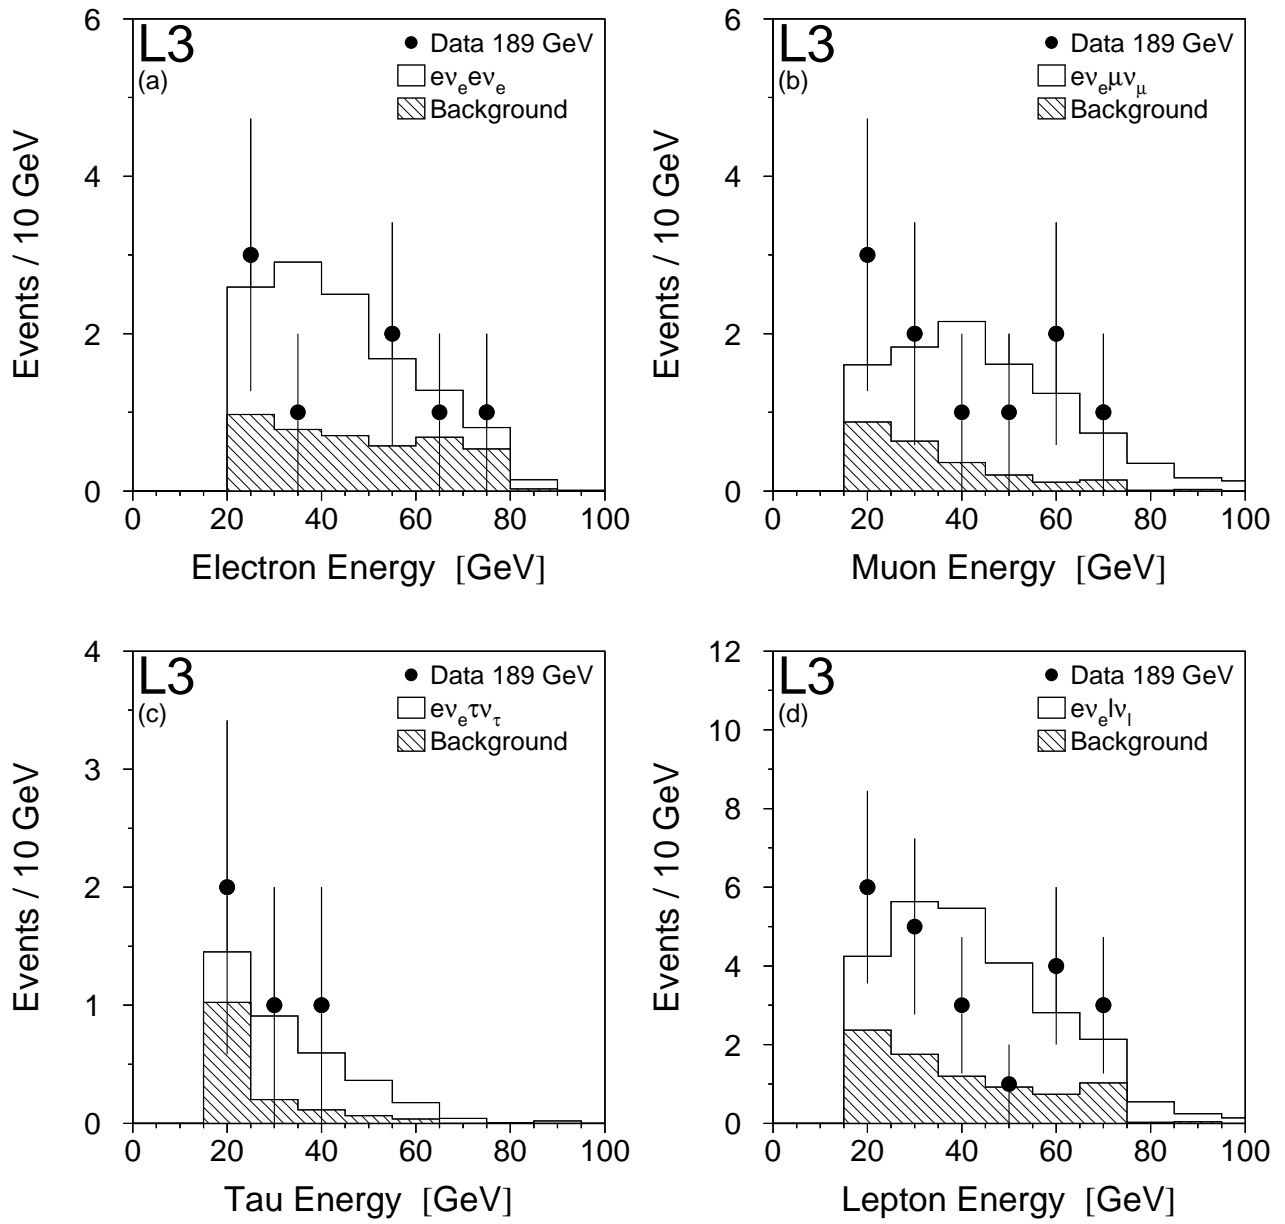 L3
(a)
Data 189 GeV
eνₑeνₑ
Background
Events / 10 GeV
6
4
2
0
0 20 40 60 80 100
Electron Energy [GeV]
L3
(b)
Data 189 GeV
eνₑμν_μ
Background
Events / 10 GeV
6
4
2
0
0 20 40 60 80 100
Muon Energy [GeV]
L3
(c)
Data 189 GeV
eνₑτν_τ
Background
Events / 10 GeV
4
3
2
1
0
0 20 40 60 80 100
Tau Energy [GeV]
L3
(d)
Data 189 GeV
eνₑlν_l
Background
Events / 10 GeV
12
10
8
6
4
2
0
0 20 40 60 80 100
Lepton Energy [GeV]